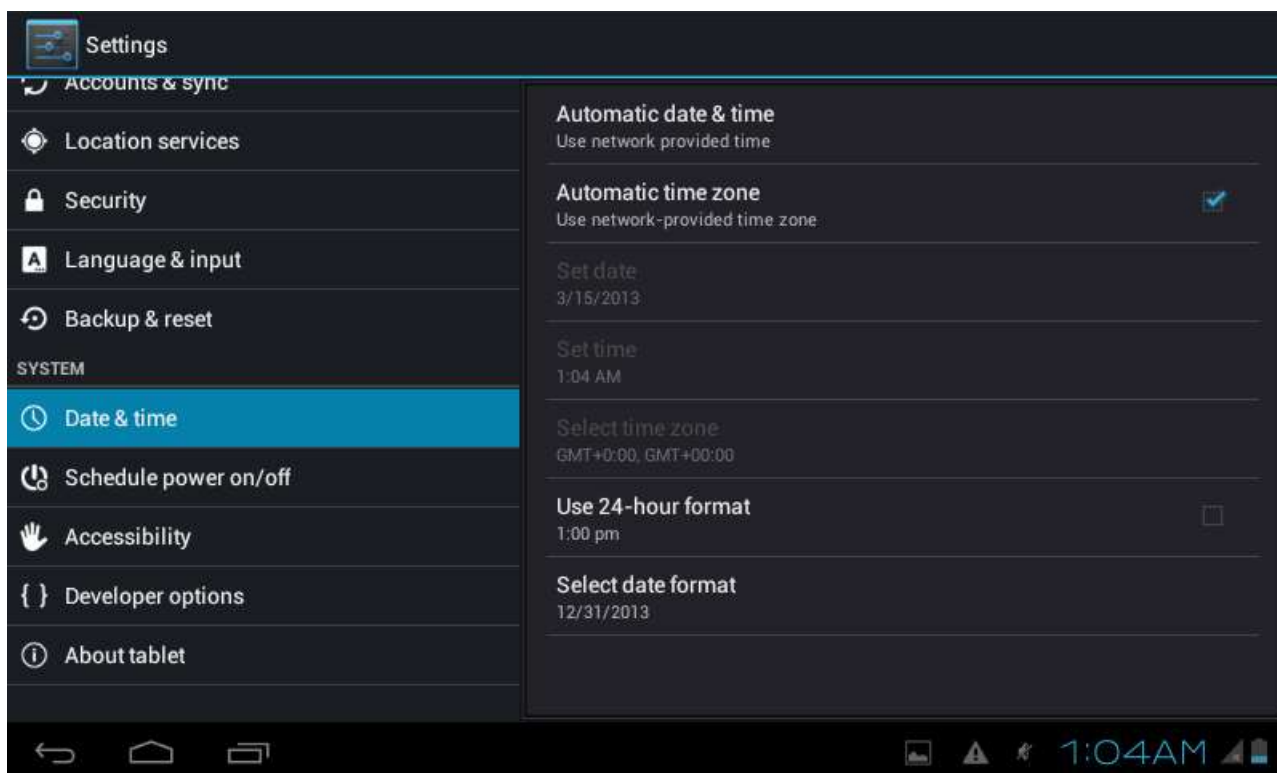 Settings
Accounts & sync
Location services
Security
Language & input
Backup & reset
SYSTEM
Date & time
Schedule power on/off
Accessibility
{ } Developer options
About tablet
Automatic date & time
Use network provided time
Automatic time zone
Use network-provided time zone
Set date
3/15/2013
Set time
1:04 AM
Select time zone
GMT+0:00, GMT+00:00
Use 24-hour format
1:00 pm
Select date format
12/31/2013
1:04AM